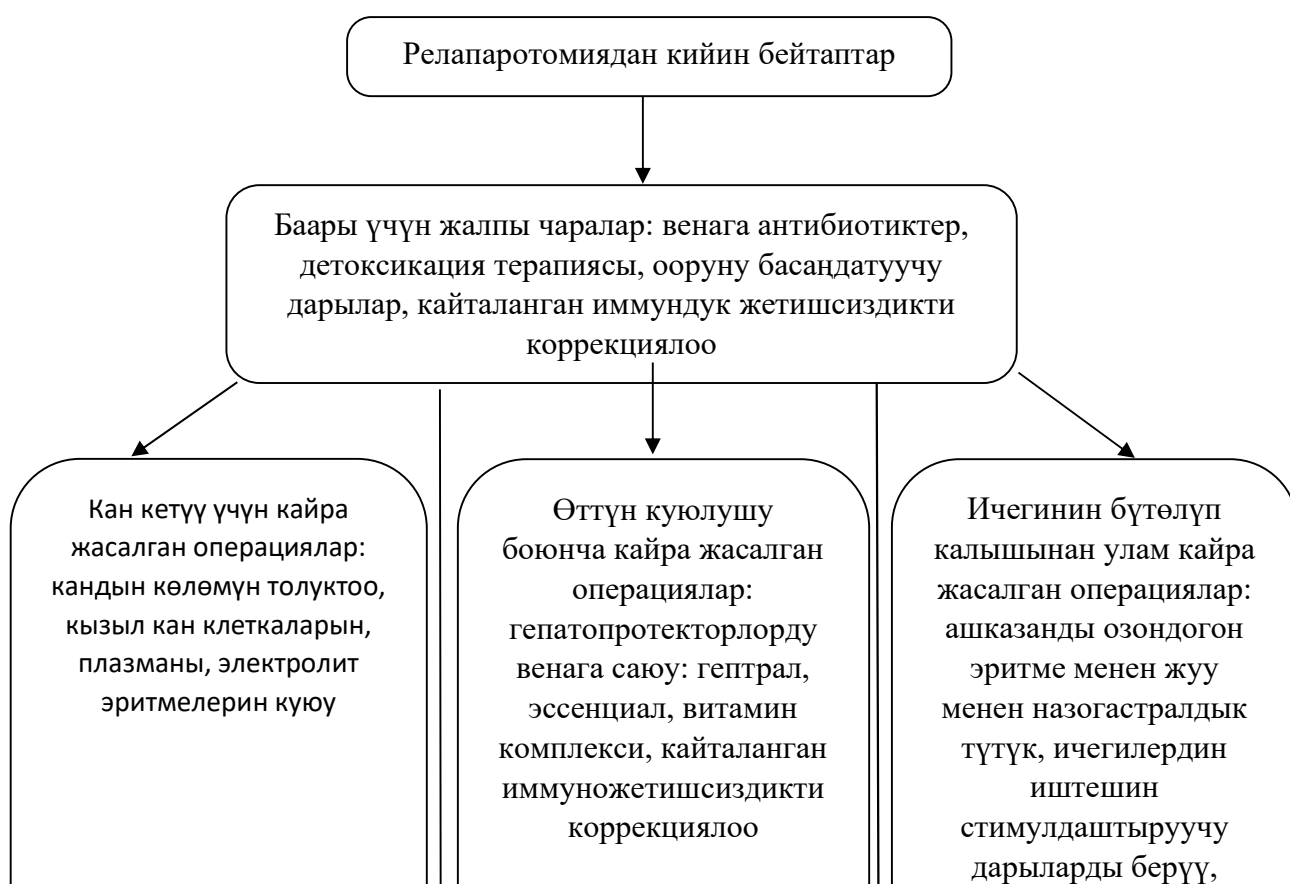 Релапаротомиядан кийин бейтаптар
Баары үчүн жалпы чаралар: венага антибиотиктер,
детоксикация терапиясы, ооруну басаңдатуучу
дарылар, кайталанган иммундук жетишсиздикти
коррекциялоо
Кан кетүү үчүн кайра
жасалган операциялар:
кандын көлөмүн толуктоо,
кызыл кан клеткаларын,
плазманы, электролит
эритмелерин куюу
Өттүн куюлушу
боюнча кайра жасалган
операциялар:
гепатопротекторлорду
венага саюу: гептрал,
эссенциал, витамин
комплекси, кайталанган
иммуножетишсиздикти
коррекциялоо
Ичегинин бүтөлүп
калышынан улам кайра
жасалган операциялар:
ашказанды озондогон
эритме менен жуу
менен назогастралдык
түтүк, ичегилердин
иштешин
стимулдаштыруучу
дарыларды берүү,